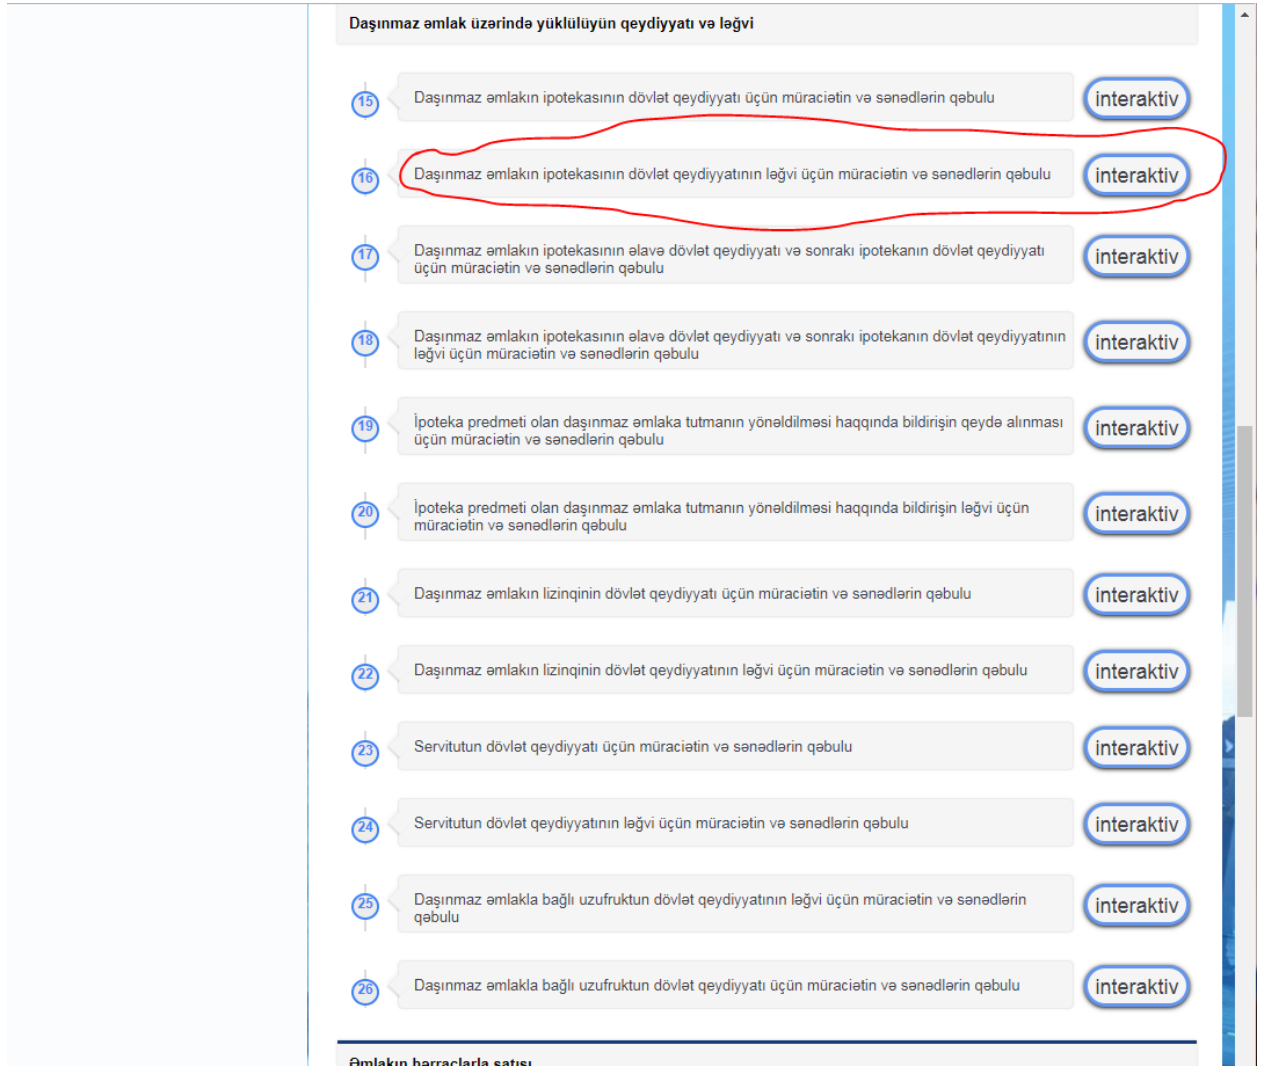 Daşınmaz əmlak üzərində yüklülüyün qeydiyyatı və ləğvi
15 Daşınmaz əmlakın ipotekasının dövlət qeydiyyatı üçün müraciətin və sənədlərin qəbulu interaktiv
16 Daşınmaz əmlakın ipotekasının dövlət qeydiyyatının ləğvi üçün müraciətin və sənədlərin qəbulu interaktiv
17 Daşınmaz əmlakın ipotekasının əlavə dövlət qeydiyyatı və sonrakı ipotekanın dövlət qeydiyyatı
üçün müraciətin və sənədlərin qəbulu interaktiv
18 Daşınmaz əmlakın ipotekasının əlavə dövlət qeydiyyatı və sonrakı ipotekanın dövlət qeydiyyatının
ləğvi üçün müraciətin və sənədlərin qəbulu interaktiv
19 İpoteka predmeti olan daşınmaz əmlaka tutmanın yönəldilməsi haqqında bildirişin qeydə alınması
üçün müraciətin və sənədlərin qəbulu interaktiv
20 İpoteka predmeti olan daşınmaz əmlaka tutmanın yönəldilməsi haqqında bildirişin ləğvi üçün
müraciətin və sənədlərin qəbulu interaktiv
21 Daşınmaz əmlakın lizinqinin dövlət qeydiyyatı üçün müraciətin və sənədlərin qəbulu interaktiv
22 Daşınmaz əmlakın lizinqinin dövlət qeydiyyatının ləğvi üçün müraciətin və sənədlərin qəbulu interaktiv
23 Servitutun dövlət qeydiyyatı üçün müraciətin və sənədlərin qəbulu interaktiv
24 Servitutun dövlət qeydiyyatının ləğvi üçün müraciətin və sənədlərin qəbulu interaktiv
25 Daşınmaz əmlakla bağlı uzufruktun dövlət qeydiyyatının ləğvi üçün müraciətin və sənədlərin
qəbulu interaktiv
26 Daşınmaz əmlakla bağlı uzufruktun dövlət qeydiyyatı üçün müraciətin və sənədlərin qəbulu interaktiv
Əmlakın hərraclarla satışı